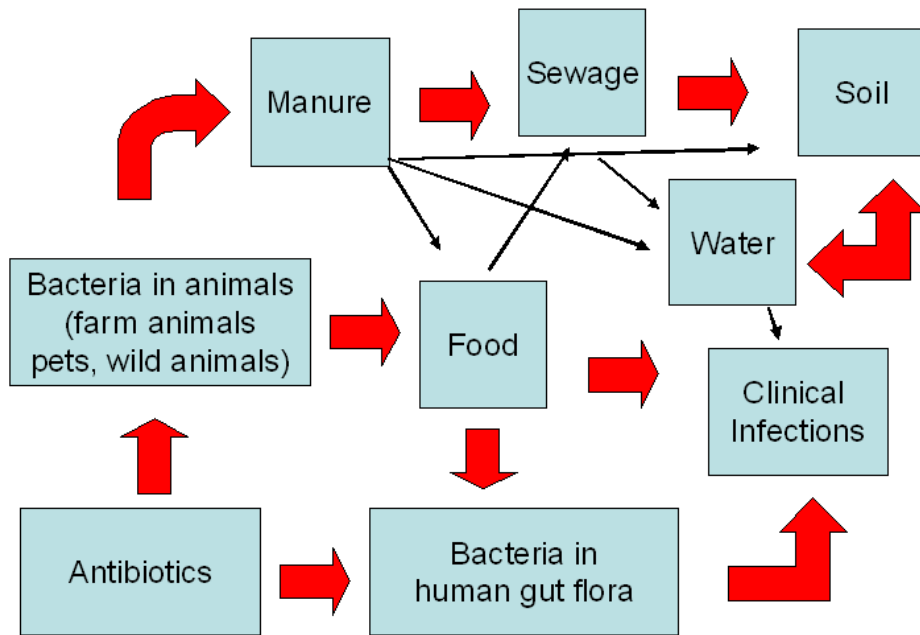 Manure
Sewage
Soil
Water
Bacteria in animals
(farm animals
pets, wild animals)
Food
Clinical
Infections
Antibiotics
Bacteria in
human gut flora